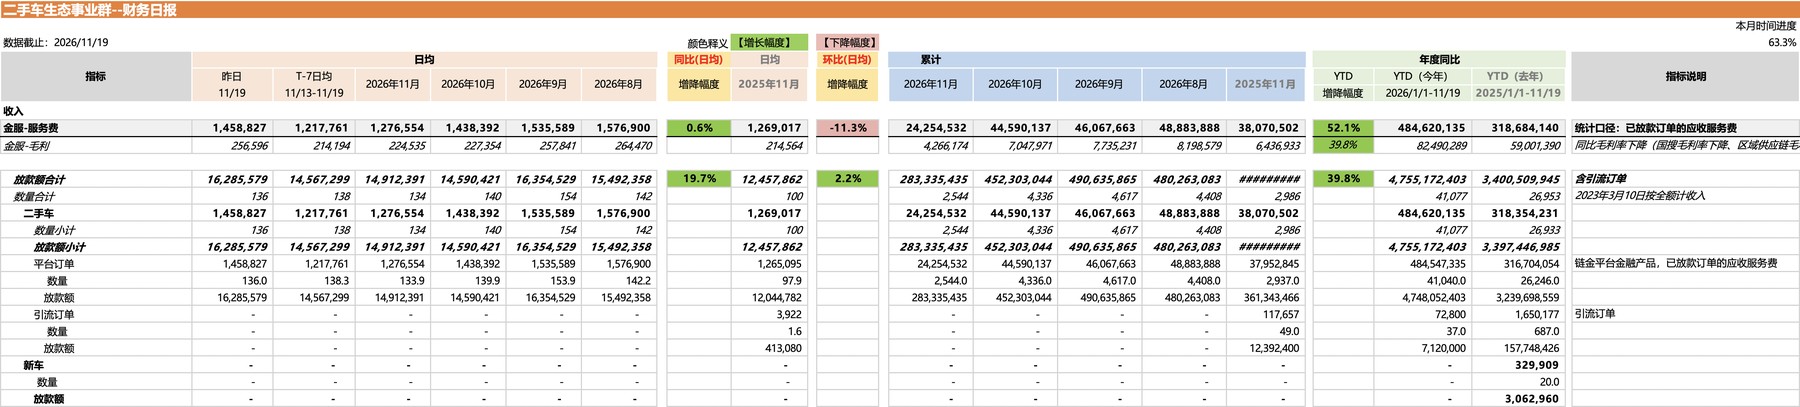 二手车生态事业群--财务日报
本月时间进度
数据截止：2026/11/19 颜色释义 【增长幅度】 【下降幅度】 63.3%
指标 日均 同比(日均) 日均 环比(日均) 累计 年度同比 指标说明
昨日 T-7日均 2026年11月 2026年10月 2026年9月 2026年8月 增降幅度 2025年11月 增降幅度 2026年11月 2026年10月 2026年9月 2026年8月 2025年11月 YTD YTD（今年） YTD（去年）
11/19 11/13-11/19 增降幅度 2026/1/1-11/19 2025/1/1-11/19
收入
金服-服务费 1,458,827 1,217,761 1,276,554 1,438,392 1,535,589 1,576,900 0.6% 1,269,017 -11.3% 24,254,532 44,590,137 46,067,663 48,883,888 38,070,502 52.1% 484,620,135 318,684,140 统计口径：已放款订单的应收服务费
金服-毛利 256,596 214,194 224,535 227,354 257,841 264,470 214,564 4,266,174 7,047,971 7,735,231 8,198,579 6,436,933 39.8% 82,490,289 59,001,390 同比毛利率下降（国搜毛利率下降、区域供应链毛
放款额合计 16,285,579 14,567,299 14,912,391 14,590,421 16,354,529 15,492,358 19.7% 12,457,862 2.2% 283,335,435 452,303,044 490,635,865 480,263,083 ######### 39.8% 4,755,172,403 3,400,509,945 含引流订单
数量合计 136 138 134 140 154 142 100 2,544 4,336 4,617 4,408 2,986 41,077 26,953 2023年3月10日按全额计收入
二手车 1,458,827 1,217,761 1,276,554 1,438,392 1,535,589 1,576,900 1,269,017 24,254,532 44,590,137 46,067,663 48,883,888 38,070,502 484,620,135 318,354,231
数量小计 136 138 134 140 154 142 100 2,544 4,336 4,617 4,408 2,986 41,077 26,933
放款额小计 16,285,579 14,567,299 14,912,391 14,590,421 16,354,529 15,492,358 12,457,862 283,335,435 452,303,044 490,635,865 480,263,083 ######### 4,755,172,403 3,397,446,985
平台订单 1,458,827 1,217,761 1,276,554 1,438,392 1,535,589 1,576,900 1,265,095 24,254,532 44,590,137 46,067,663 48,883,888 37,952,845 484,547,335 316,704,054 链金平台金融产品，已放款订单的应收服务费
数量 136.0 138.3 133.9 139.9 153.9 142.2 97.9 2,544.0 4,336.0 4,617.0 4,408.0 2,937.0 41,040.0 26,246.0
放款额 16,285,579 14,567,299 14,912,391 14,590,421 16,354,529 15,492,358 12,044,782 283,335,435 452,303,044 490,635,865 480,263,083 361,343,466 4,748,052,403 3,239,698,559
引流订单 - - - - - - 3,922 - - - - 117,657 72,800 1,650,177 引流订单
数量 - - - - - - 1.6 - - - - 49.0 37.0 687.0
放款额 - - - - - - 413,080 - - - - 12,392,400 7,120,000 157,748,426
新车 - - - - - - - - - - - - - 329,909
数量 - - - - - - - - - - - - - 20.0
放款额 - - - - - - - - - - - - - 3,062,960